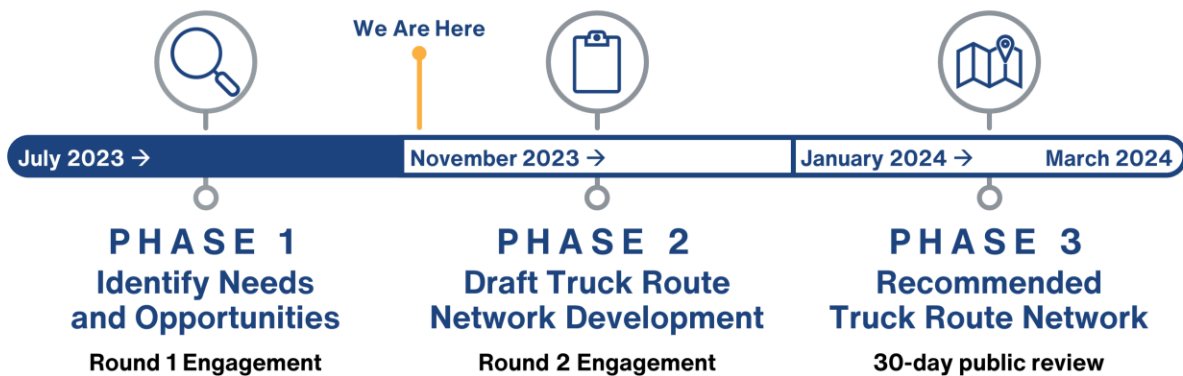 We Are Here
July 2023 →
November 2023 →
January 2024 →
March 2024
PHASE 1
Identify Needs
and Opportunities
Round 1 Engagement
PHASE 2
Draft Truck Route
Network Development
Round 2 Engagement
PHASE 3
Recommended
Truck Route Network
30-day public review